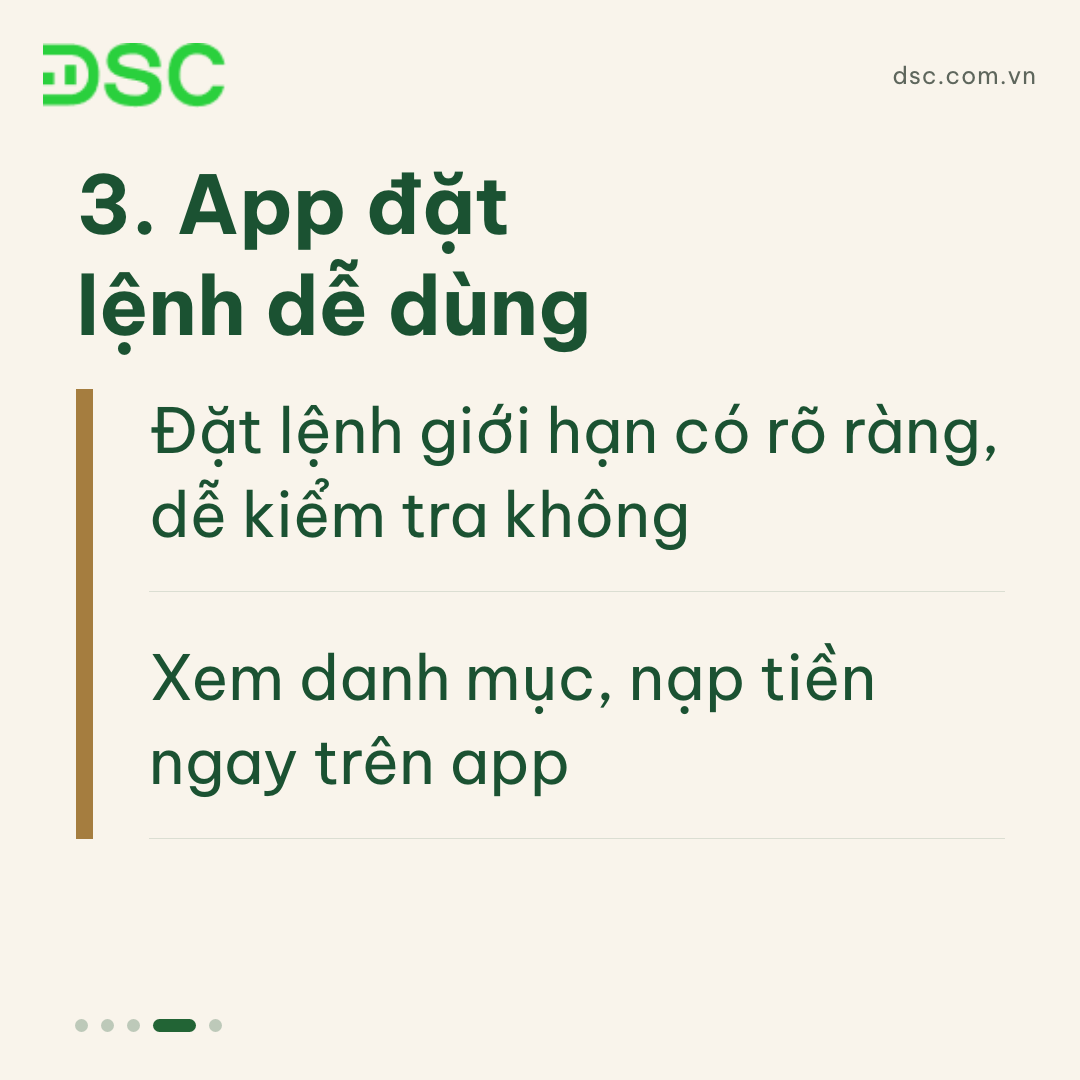 DSC
dsc.com.vn
3. App đặt
lệnh dễ dùng
Đặt lệnh giới hạn có rõ ràng,
dễ kiểm tra không
Xem danh mục, nạp tiền
ngay trên app